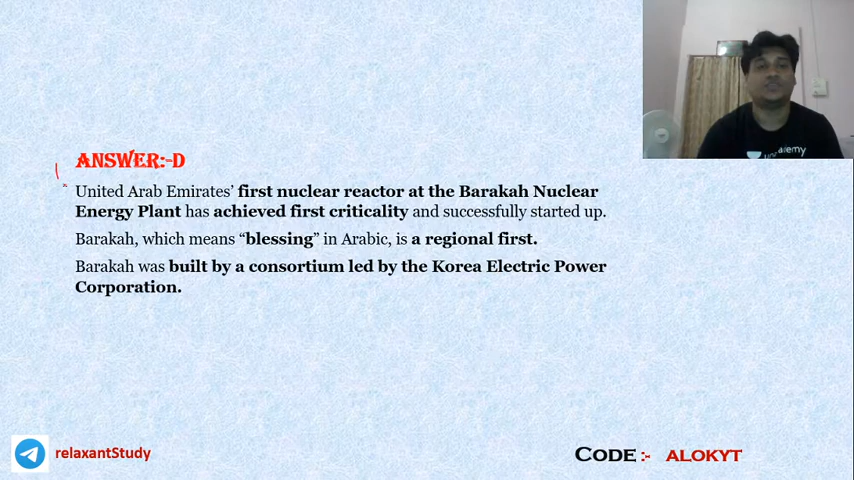 ANSWER:-D
United Arab Emirates’ first nuclear reactor at the Barakah Nuclear
Energy Plant has achieved first criticality and successfully started up.
Barakah, which means “blessing” in Arabic, is a regional first.
Barakah was built by a consortium led by the Korea Electric Power
Corporation.
relaxantStudy
CODE :- ALOKYT